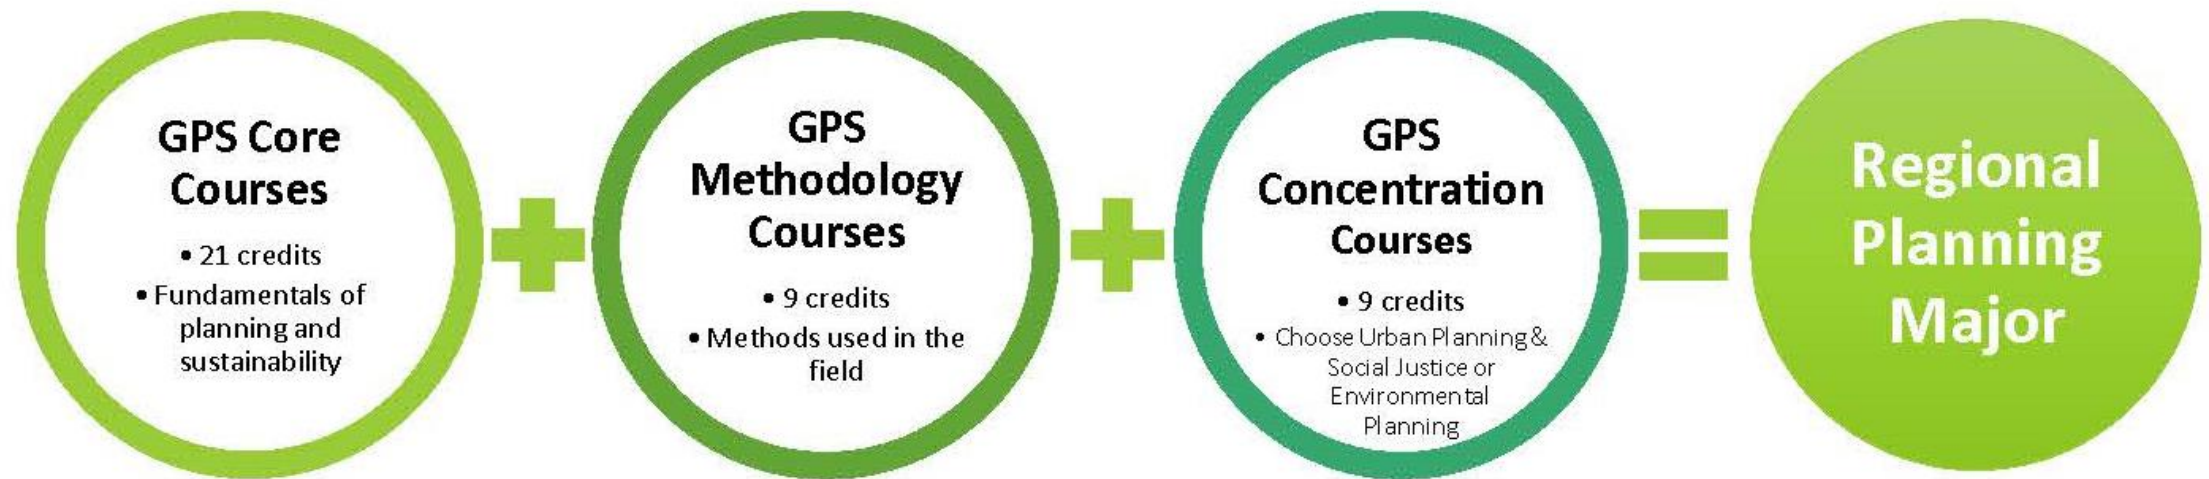 GPS Core
Courses
• 21 credits
• Fundamentals of
planning and
sustainability
GPS
Methodology
Courses
• 9 credits
• Methods used in the
field
GPS
Concentration
Courses
• 9 credits
• Choose Urban Planning &
Social Justice or
Environmental
Planning
Regional
Planning
Major